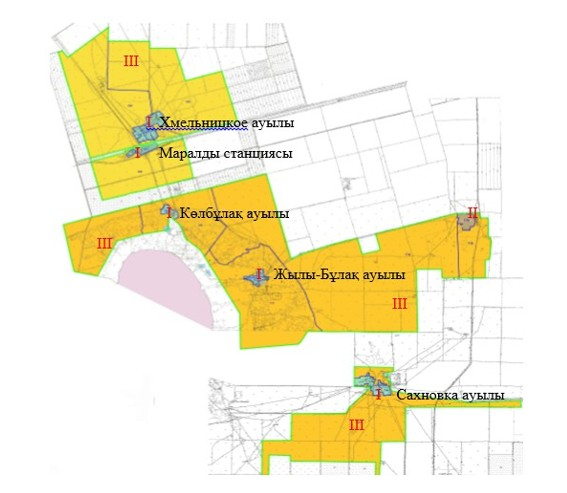 III
I Хмельницкое ауылы
I Маралды станциясы
I Көлбұлақ ауылы
II
III
I Жылы-Бұлақ ауылы
III
I Сахновка ауылы
III